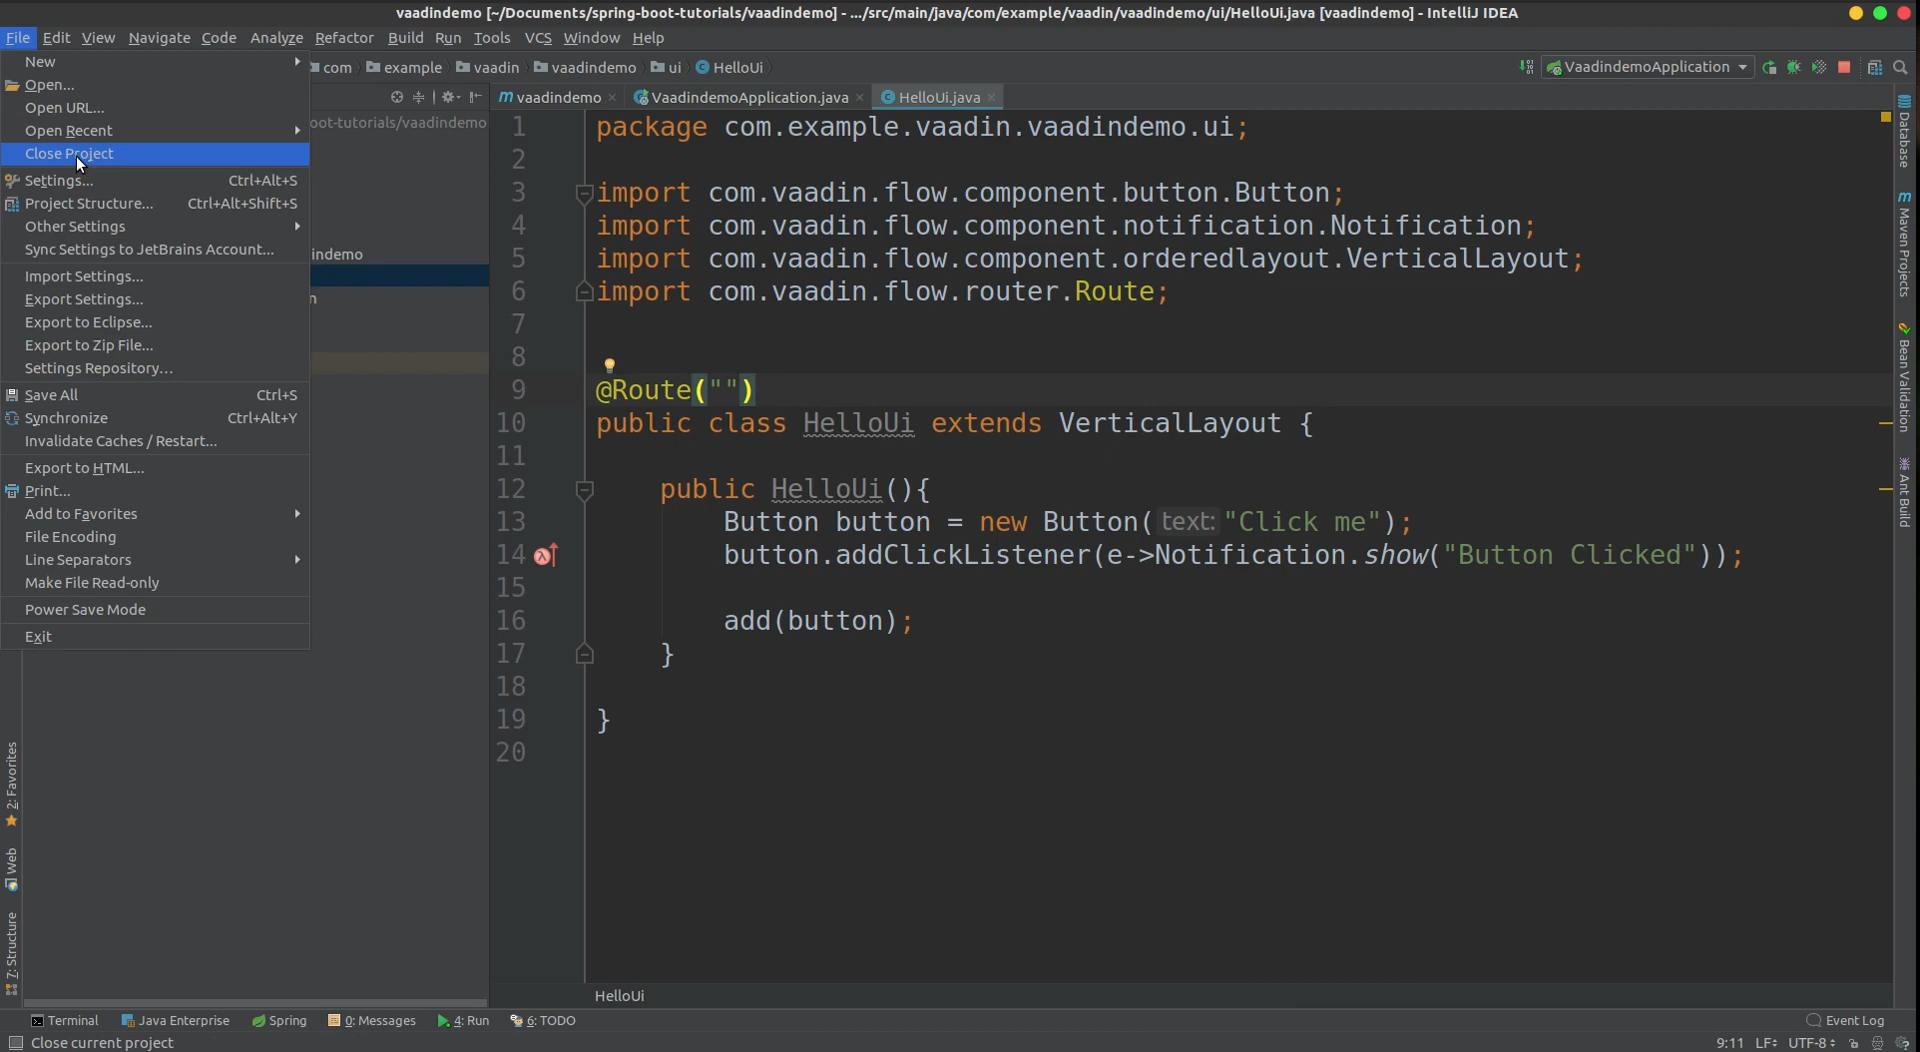 vaadindemo [~/Documents/spring-boot-tutorials/vaadindemo] - .../src/main/java/com/example/vaadin/vaadindemo/ui/HelloUi.java [vaadindemo] - IntelliJ IDEA
File Edit View Navigate Code Analyze Refactor Build Run Tools VCS Window Help
com example vaadin vaadindemo ui HelloUi VaadindemoApplication
New
Open...
Open URL...
Open Recent
Close Project
Settings... Ctrl+Alt+S
Project Structure... Ctrl+Alt+Shift+S
Other Settings
Sync Settings to JetBrains Account...
Import Settings...
Export Settings...
Export to Eclipse...
Export to Zip File...
Settings Repository...
Save All Ctrl+S
Synchronize Ctrl+Alt+Y
Invalidate Caches / Restart...
Export to HTML...
Print...
Add to Favorites
File Encoding
Line Separators
Make File Read-only
Power Save Mode
Exit
oot-tutorials/vaadindemo
indemo
n
vaadindemo VaadindemoApplication.java HelloUi.java
1 package com.example.vaadin.vaadindemo.ui;
2
3 import com.vaadin.flow.component.button.Button;
4 import com.vaadin.flow.component.notification.Notification;
5 import com.vaadin.flow.component.orderedlayout.VerticalLayout;
6 import com.vaadin.flow.router.Route;
7
8
9 @Route("")
10 public class HelloUi extends VerticalLayout {
11
12 public HelloUi(){
13 Button button = new Button( text: "Click me");
14 button.addClickListener(e->Notification.show("Button Clicked"));
15
16 add(button);
17 }
18
19 }
20
HelloUi
Database
Maven Projects
Bean Validation
Ant Build
2: Favorites
Web
7: Structure
Terminal Java Enterprise Spring 0: Messages 4: Run 6: TODO Event Log
Close current project 9:11 LF UTF-8